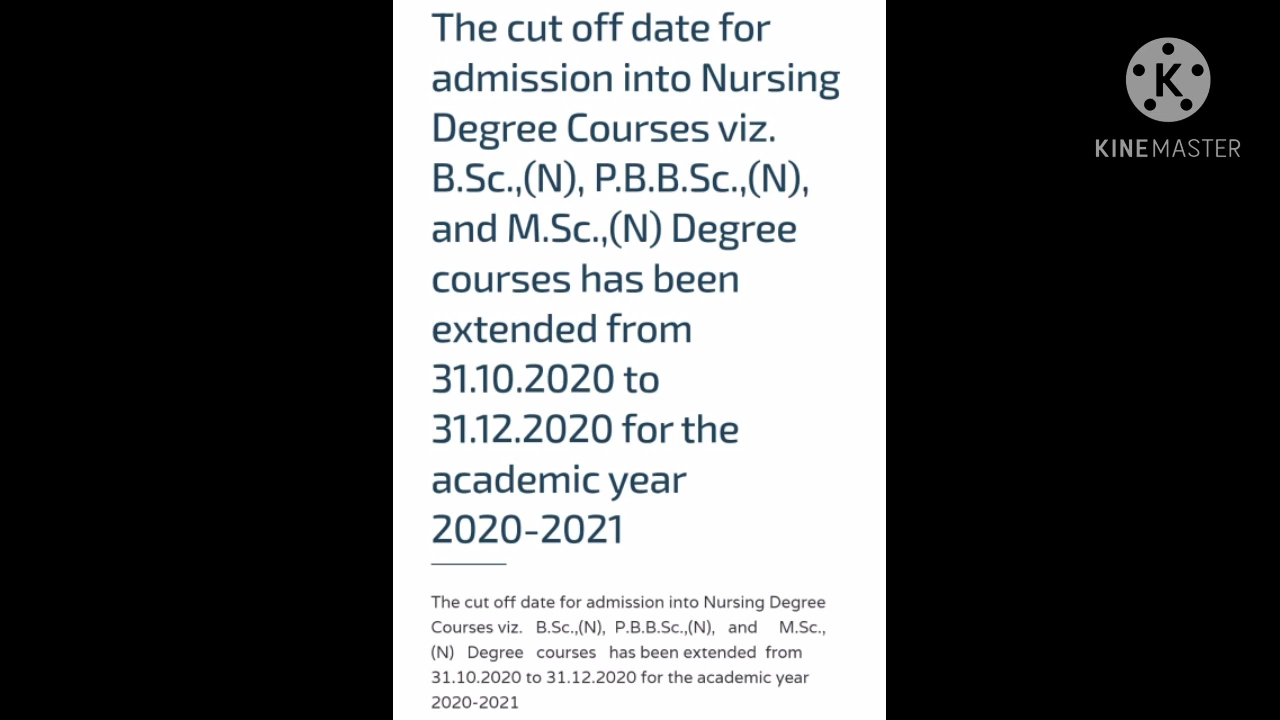 The cut off date for
admission into Nursing
Degree Courses viz.
B.Sc.,(N), P.B.B.Sc.,(N),
and M.Sc.,(N) Degree
courses has been
extended from
31.10.2020 to
31.12.2020 for the
academic year
2020-2021
The cut off date for admission into Nursing Degree
Courses viz. B.Sc.,(N), P.B.B.Sc.,(N), and M.Sc.,
(N) Degree courses has been extended from
31.10.2020 to 31.12.2020 for the academic year
2020-2021
K
KINEMASTER